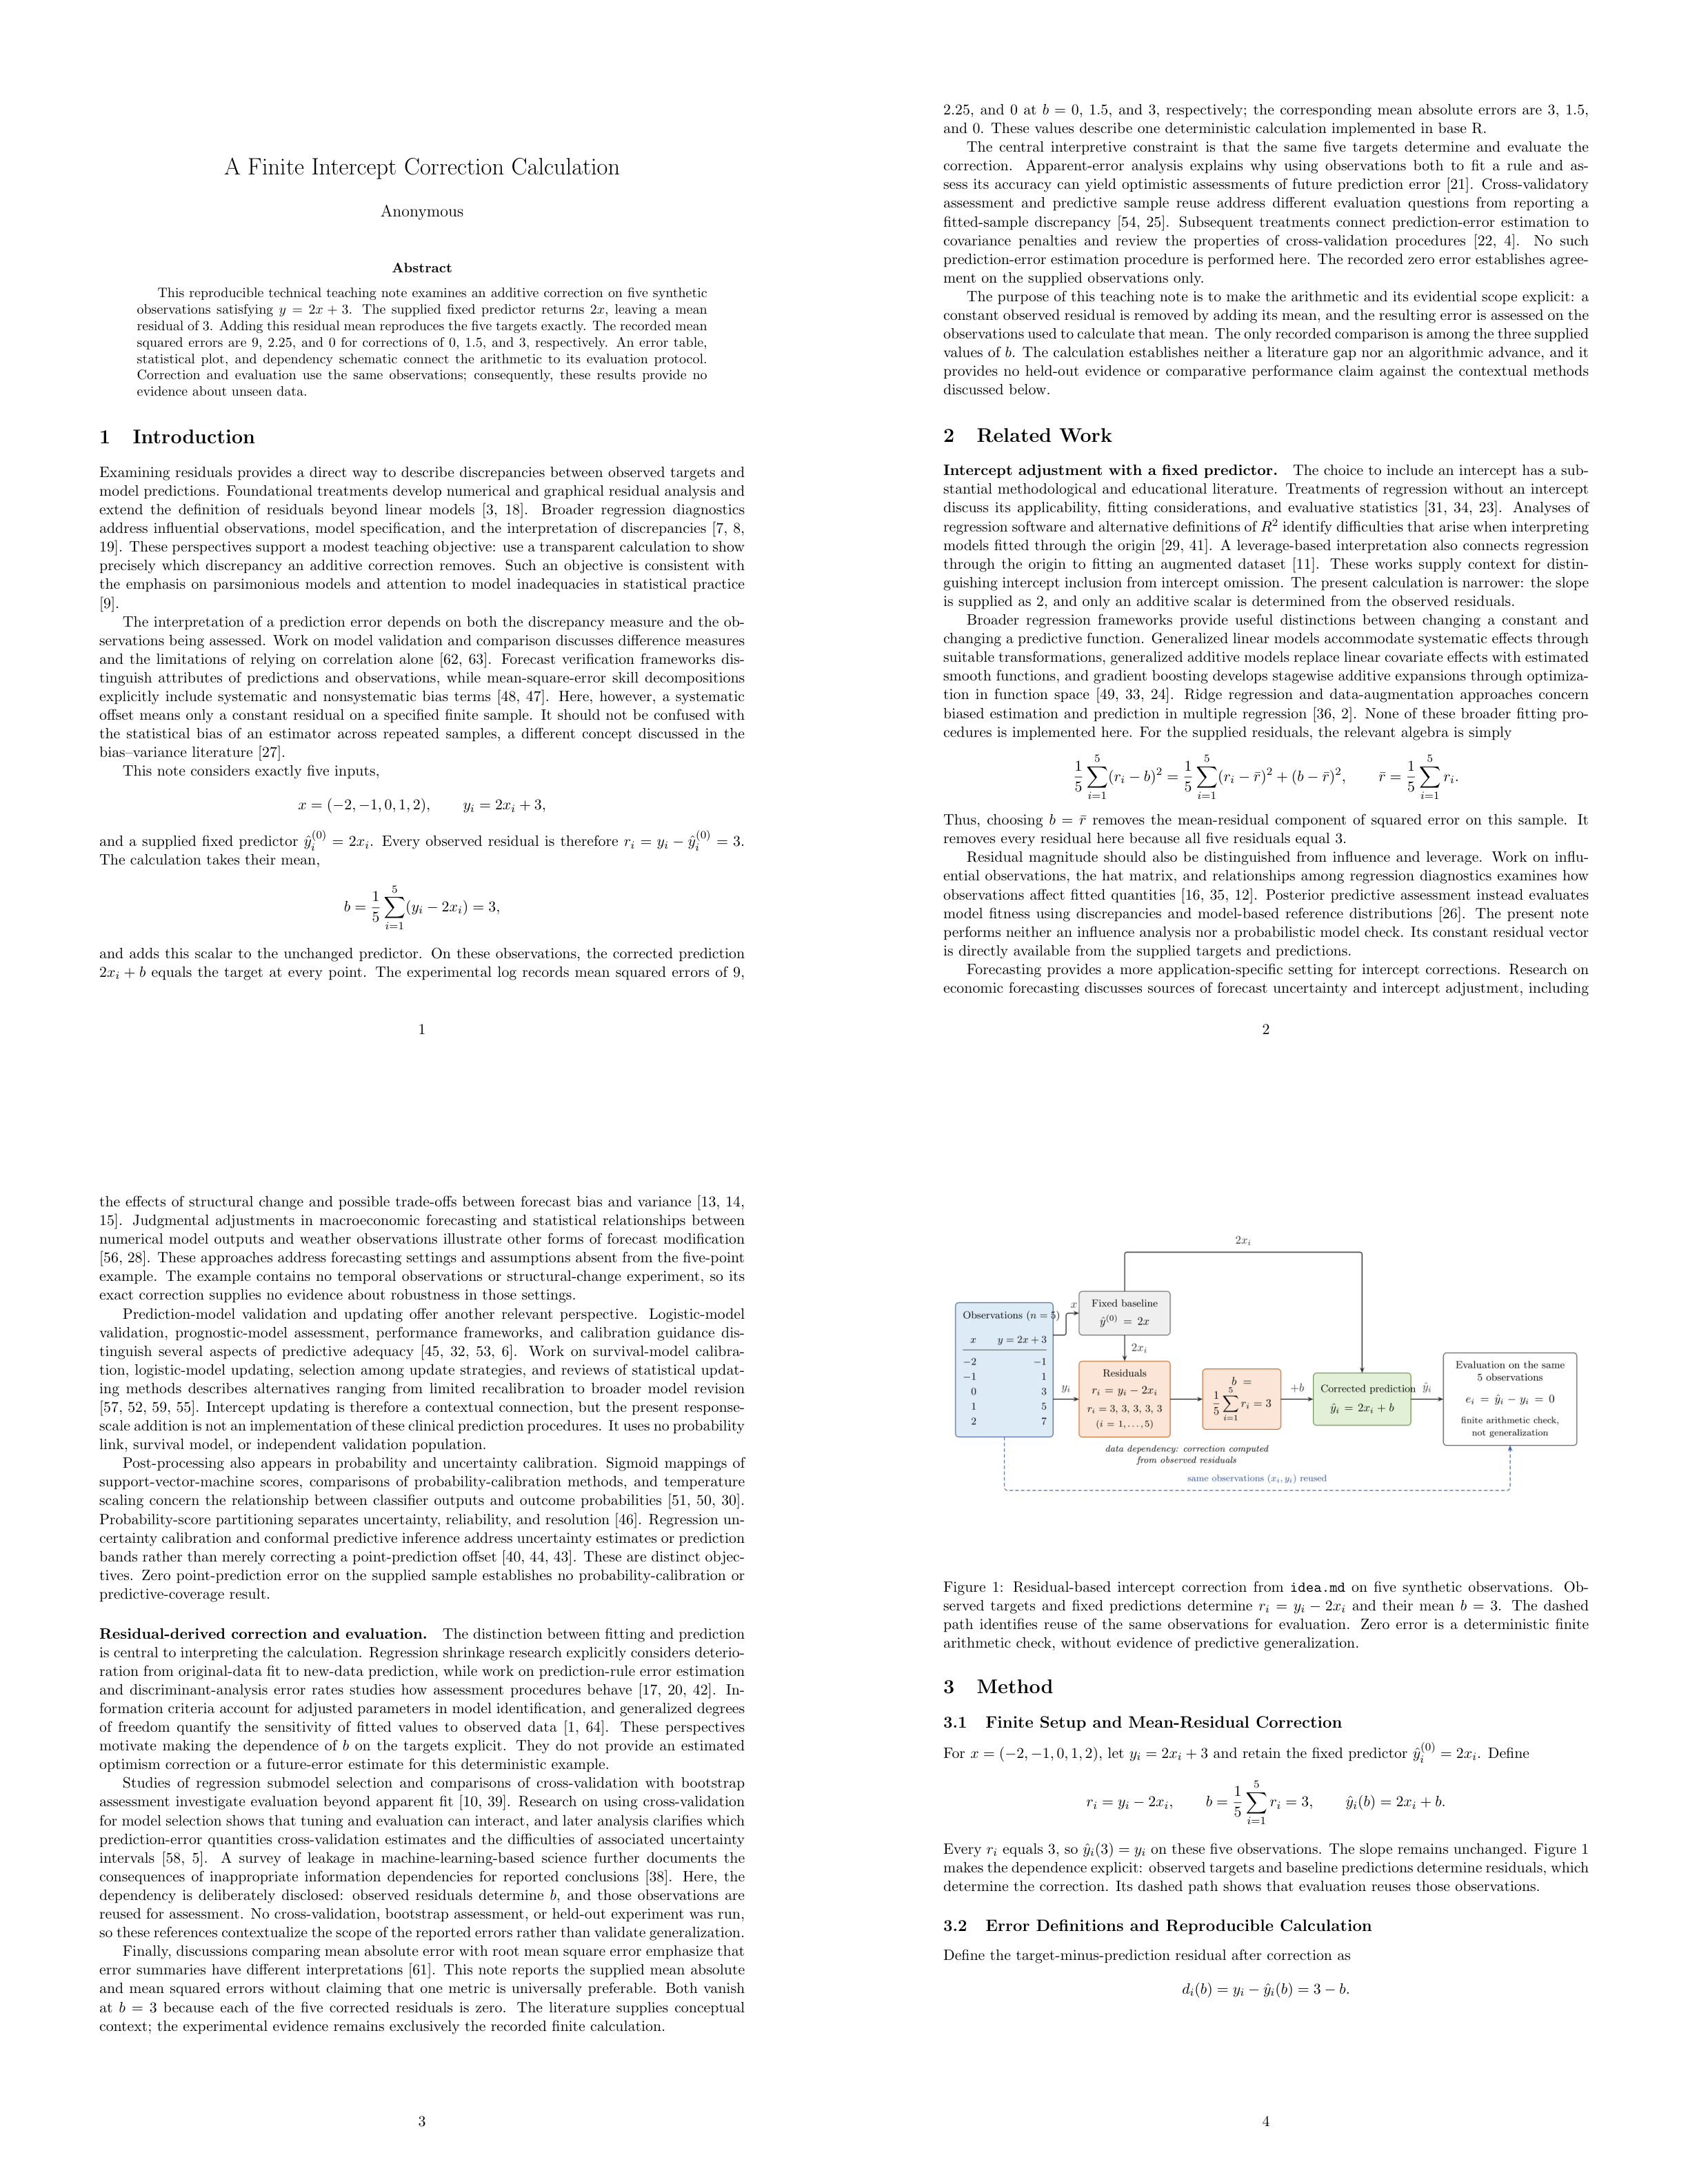 A Finite Intercept Correction Calculation
Anonymous
Abstract
This reproducible technical teaching note examines an additive correction on five synthetic
observations satisfying y = 2x + 3. The supplied fixed predictor returns 2x, leaving a mean
residual of 3. Adding this residual mean reproduces the five targets exactly. The recorded mean
squared errors are 9, 2.25, and 0 for corrections of 0, 1.5, and 3, respectively. An error table,
statistical plot, and dependency schematic connect the arithmetic to its evaluation protocol.
Correction and evaluation use the same observations; consequently, these results provide no
evidence about unseen data.
1 Introduction
Examining residuals provides a direct way to describe discrepancies between observed targets and
model predictions. Foundational treatments develop numerical and graphical residual analysis and
extend the definition of residuals beyond linear models [3, 18]. Broader regression diagnostics
address influential observations, model specification, and the interpretation of discrepancies [7, 8,
19]. These perspectives support a modest teaching objective: use a transparent calculation to show
precisely which discrepancy an additive correction removes. Such an objective is consistent with
the emphasis on parsimonious models and attention to model inadequacies in statistical practice
[9].
The interpretation of a prediction error depends on both the discrepancy measure and the ob-
servations being assessed. Work on model validation and comparison discusses difference measures
and the limitations of relying on correlation alone [62, 63]. Forecast verification frameworks dis-
tinguish attributes of predictions and observations, while mean-square-error skill decompositions
explicitly include systematic and nonsystematic bias terms [48, 47]. Here, however, a systematic
offset means only a constant residual on a specified finite sample. It should not be confused with
the statistical bias of an estimator across repeated samples, a different concept discussed in the
bias–variance literature [27].
This note considers exactly five inputs,
x = (−2, −1, 0, 1, 2), y_i = 2x_i + 3,
and a supplied fixed predictor ŷ_i^(0) = 2x_i. Every observed residual is therefore r_i = y_i − ŷ_i^(0) = 3.
The calculation takes their mean,
b = 1/5 ∑_{i=1}^{5} (y_i − 2x_i) = 3,
and adds this scalar to the unchanged predictor. On these observations, the corrected prediction
2x_i + b equals the target at every point. The experimental log records mean squared errors of 9,
1
2.25, and 0 at b = 0, 1.5, and 3, respectively; the corresponding mean absolute errors are 3, 1.5,
and 0. These values describe one deterministic calculation implemented in base R.
The central interpretive constraint is that the same five targets determine and evaluate the
correction. Apparent-error analysis explains why using observations both to fit a rule and as-
sess its accuracy can yield optimistic assessments of future prediction error [21]. Cross-validatory
assessment and predictive sample reuse address different evaluation questions from reporting a
fitted-sample discrepancy [54, 25]. Subsequent treatments connect prediction-error estimation to
covariance penalties and review the properties of cross-validation procedures [22, 4]. No such
prediction-error estimation procedure is performed here. The recorded zero error establishes agree-
ment on the supplied observations only.
The purpose of this teaching note is to make the arithmetic and its evidential scope explicit: a
constant observed residual is removed by adding its mean, and the resulting error is assessed on the
observations used to calculate that mean. The only recorded comparison is among the three supplied
values of b. The calculation establishes neither a literature gap nor an algorithmic advance, and it
provides no held-out evidence or comparative performance claim against the contextual methods
discussed below.
2 Related Work
Intercept adjustment with a fixed predictor. The choice to include an intercept has a sub-
stantial methodological and educational literature. Treatments of regression without an intercept
discuss its applicability, fitting considerations, and evaluative statistics [31, 34, 23]. Analyses of
regression software and alternative definitions of R² identify difficulties that arise when interpreting
models fitted through the origin [29, 41]. A leverage-based interpretation also connects regression
through the origin to fitting an augmented dataset [11]. These works supply context for distin-
guishing intercept inclusion from intercept omission. The present calculation is narrower: the slope
is supplied as 2, and only an additive scalar is determined from the observed residuals.
Broader regression frameworks provide useful distinctions between changing a constant and
changing a predictive function. Generalized linear models accommodate systematic effects through
suitable transformations, generalized additive models replace linear covariate effects with estimated
smooth functions, and gradient boosting develops stagewise additive expansions through optimiza-
tion in function space [49, 33, 24]. Ridge regression and data-augmentation approaches concern
biased estimation and prediction in multiple regression [36, 2]. None of these broader fitting pro-
cedures is implemented here. For the supplied residuals, the relevant algebra is simply
1/5 ∑_{i=1}^{5} (r_i − b)² = 1/5 ∑_{i=1}^{5} (r_i − r̄)² + (b − r̄)², r̄ = 1/5 ∑_{i=1}^{5} r_i.
Thus, choosing b = r̄ removes the mean-residual component of squared error on this sample. It
removes every residual here because all five residuals equal 3.
Residual magnitude should also be distinguished from influence and leverage. Work on influ-
ential observations, the hat matrix, and relationships among regression diagnostics examines how
observations affect fitted quantities [16, 35, 12]. Posterior predictive assessment instead evaluates
model fitness using discrepancies and model-based reference distributions [26]. The present note
performs neither an influence analysis nor a probabilistic model check. Its constant residual vector
is directly available from the supplied targets and predictions.
Forecasting provides a more application-specific setting for intercept corrections. Research on
economic forecasting discusses sources of forecast uncertainty and intercept adjustment, including
2
the effects of structural change and possible trade-offs between forecast bias and variance [13, 14,
15]. Judgmental adjustments in macroeconomic forecasting and statistical relationships between
numerical model outputs and weather observations illustrate other forms of forecast modification
[56, 28]. These approaches address forecasting settings and assumptions absent from the five-point
example. The example contains no temporal observations or structural-change experiment, so its
exact correction supplies no evidence about robustness in those settings.
Prediction-model validation and updating offer another relevant perspective. Logistic-model
validation, prognostic-model assessment, performance frameworks, and calibration guidance dis-
tinguish several aspects of predictive adequacy [45, 32, 53, 6]. Work on survival-model calibra-
tion, logistic-model updating, selection among update strategies, and reviews of statistical updat-
ing methods describes alternatives ranging from limited recalibration to broader model revision
[57, 52, 59, 55]. Intercept updating is therefore a contextual connection, but the present response-
scale addition is not an implementation of these clinical prediction procedures. It uses no probability
link, survival model, or independent validation population.
Post-processing also appears in probability and uncertainty calibration. Sigmoid mappings of
support-vector-machine scores, comparisons of probability-calibration methods, and temperature
scaling concern the relationship between classifier outputs and outcome probabilities [51, 50, 30].
Probability-score partitioning separates uncertainty, reliability, and resolution [46]. Regression un-
certainty calibration and conformal predictive inference address uncertainty estimates or prediction
bands rather than merely correcting a point-prediction offset [40, 44, 43]. These are distinct objec-
tives. Zero point-prediction error on the supplied sample establishes no probability-calibration or
predictive-coverage result.
Residual-derived correction and evaluation. The distinction between fitting and prediction
is central to interpreting the calculation. Regression shrinkage research explicitly considers deterio-
ration from original-data fit to new-data prediction, while work on prediction-rule error estimation
and discriminant-analysis error rates studies how assessment procedures behave [17, 20, 42]. In-
formation criteria account for adjusted parameters in model identification, and generalized degrees
of freedom quantify the sensitivity of fitted values to observed data [1, 64]. These perspectives
motivate making the dependence of b on the targets explicit. They do not provide an estimated
optimism correction or a future-error estimate for this deterministic example.
Studies of regression submodel selection and comparisons of cross-validation with bootstrap
assessment investigate evaluation beyond apparent fit [10, 39]. Research on using cross-validation
for model selection shows that tuning and evaluation can interact, and later analysis clarifies which
prediction-error quantities cross-validation estimates and the difficulties of associated uncertainty
intervals [58, 5]. A survey of leakage in machine-learning-based science further documents the
consequences of inappropriate information dependencies for reported conclusions [38]. Here, the
dependency is deliberately disclosed: observed residuals determine b, and those observations are
reused for assessment. No cross-validation, bootstrap assessment, or held-out experiment was run,
so these references contextualize the scope of the reported errors rather than validate generalization.
Finally, discussions comparing mean absolute error with root mean square error emphasize that
error summaries have different interpretations [61]. This note reports the supplied mean absolute
and mean squared errors without claiming that one metric is universally preferable. Both vanish
at b = 3 because each of the five corrected residuals is zero. The literature supplies conceptual
context; the experimental evidence remains exclusively the recorded finite calculation.
3
2x_i
Observations (n = 5)
x y = 2x + 3
−2 −1
−1 1
0 3
1 5
2 7
x
Fixed baseline
ŷ^(0) = 2x
2x_i
y_i
Residuals
r_i = y_i − 2x_i
r_i = 3, 3, 3, 3, 3
(i = 1, . . . , 5)
b =
1/5 ∑_{i=1}^{5} r_i = 3
+b
Corrected prediction
ŷ_i = 2x_i + b
ŷ_i
Evaluation on the same
5 observations
e_i = ŷ_i − y_i = 0
finite arithmetic check,
not generalization
data dependency: correction computed
from observed residuals
same observations (x_i, y_i) reused
Figure 1: Residual-based intercept correction from idea.md on five synthetic observations. Ob-
served targets and fixed predictions determine r_i = y_i − 2x_i and their mean b = 3. The dashed
path identifies reuse of the same observations for evaluation. Zero error is a deterministic finite
arithmetic check, without evidence of predictive generalization.
3 Method
3.1 Finite Setup and Mean-Residual Correction
For x = (−2, −1, 0, 1, 2), let y_i = 2x_i + 3 and retain the fixed predictor ŷ_i^(0) = 2x_i. Define
r_i = y_i − 2x_i, b = 1/5 ∑_{i=1}^{5} r_i = 3, ŷ_i(b) = 2x_i + b.
Every r_i equals 3, so ŷ_i(3) = y_i on these five observations. The slope remains unchanged. Figure 1
makes the dependence explicit: observed targets and baseline predictions determine residuals, which
determine the correction. Its dashed path shows that evaluation reuses those observations.
3.2 Error Definitions and Reproducible Calculation
Define the target-minus-prediction residual after correction as
d_i(b) = y_i − ŷ_i(b) = 3 − b.
4